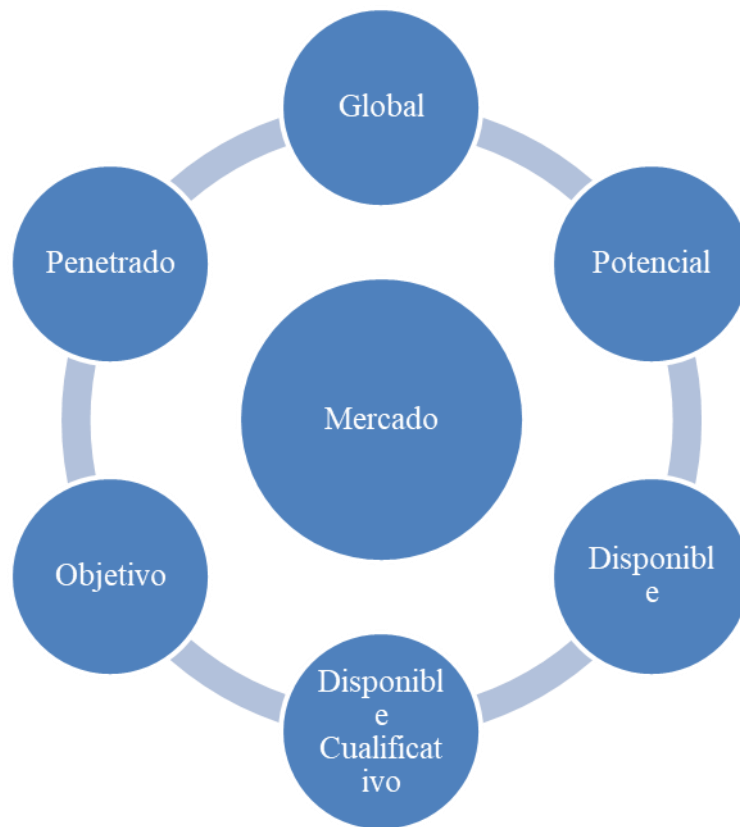 Global
Penetrado
Potencial
Mercado
Objetivo
Disponibl
e
Disponibl
e
Cualificat
ivo